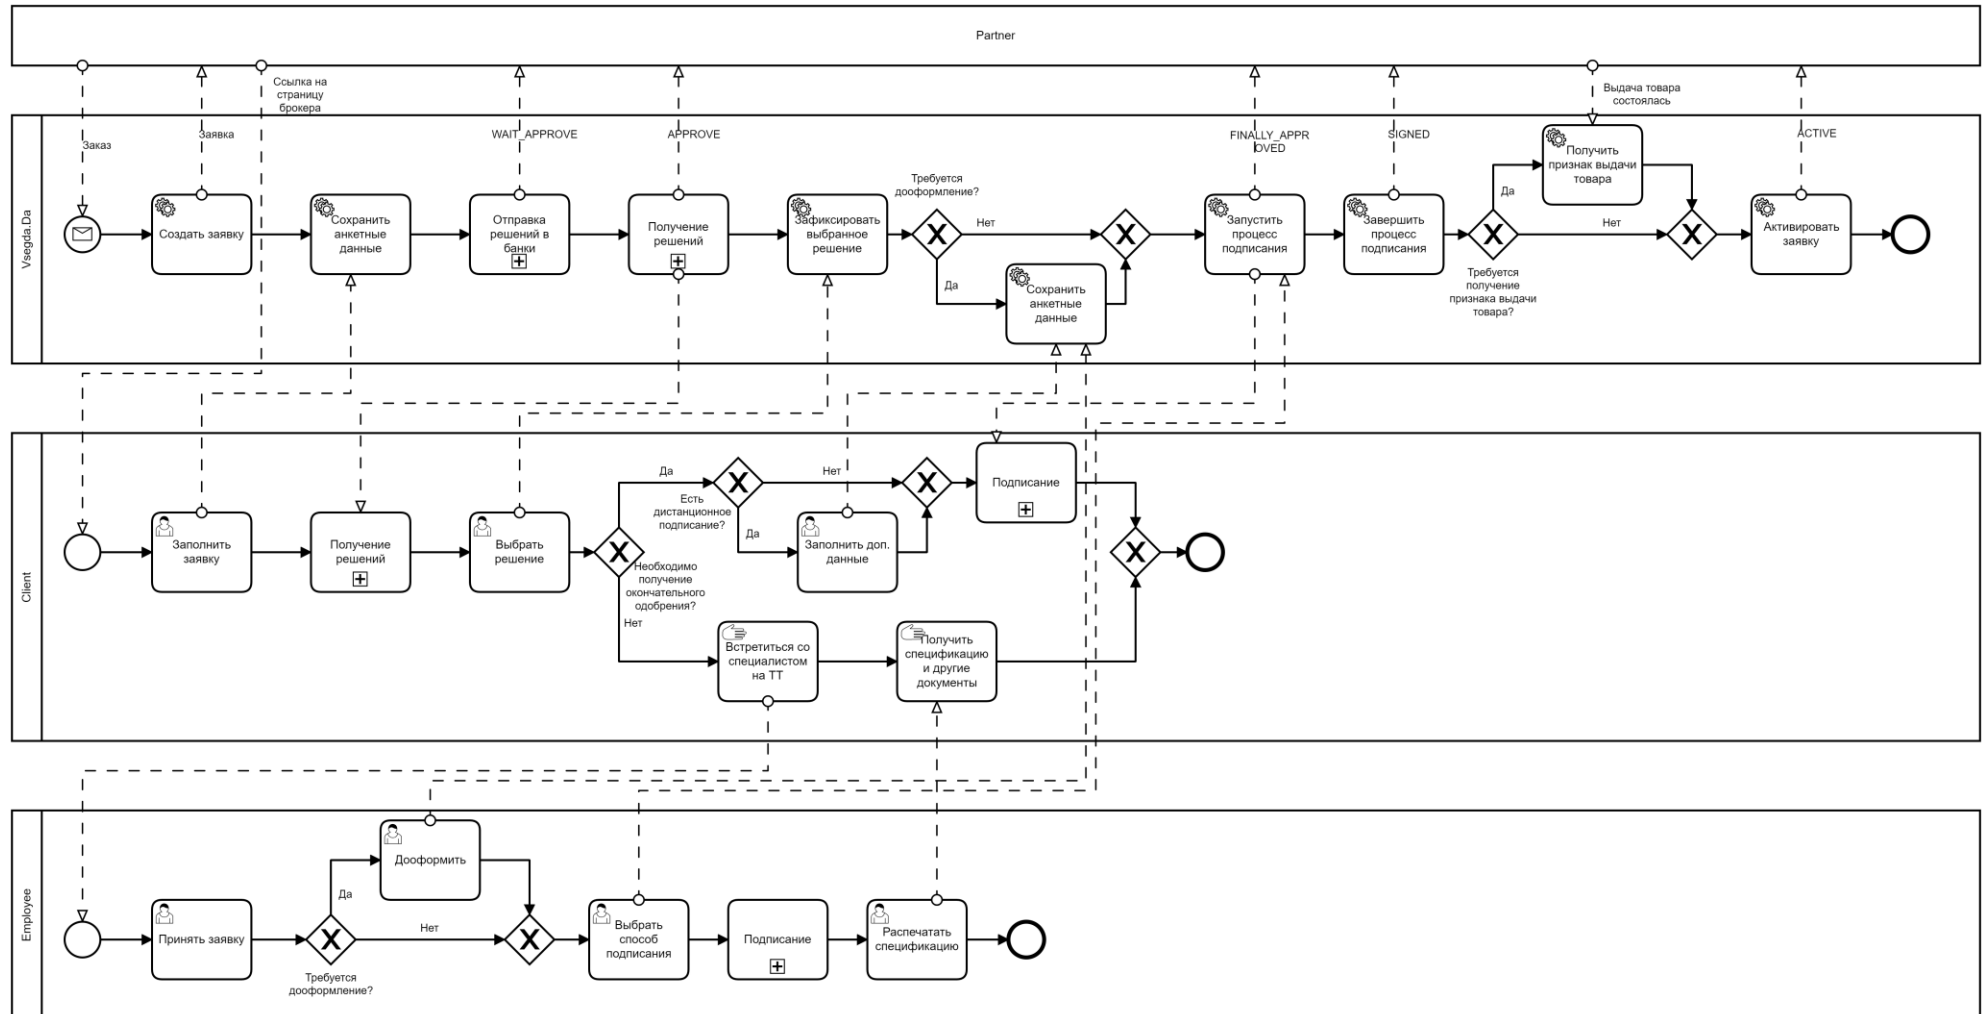 Partner
Ссылка на
страницу
брокера
Выдача товара
состоялась
Vsegda.Da
Заказ
Заявка
WAIT_APPROVE
APPROVE
FINALLY_APPR
OVED
SIGNED
ACTIVE
Создать заявку
Сохранить
анкетные
данные
Отправка
решений в
банки
Получение
решений
Зафиксировать
выбранное
решение
Требуется
дооформление?
Нет
Да
Сохранить
анкетные
данные
Запустить
процесс
подписания
Завершить
процесс
подписания
Требуется
получение
признака выдачи
товара?
Да
Нет
Получить
признак выдачи
товара
Активировать
заявку
Client
Заполнить
заявку
Получение
решений
Выбрать
решение
Необходимо
получение
окончательного
одобрения?
Да
Нет
Есть
дистанционное
подписание?
Нет
Да
Заполнить доп.
данные
Подписание
Встретиться со
специалистом
на ТТ
Получить
спецификацию
и другие
документы
Employee
Принять заявку
Требуется
дооформление?
Да
Нет
Дооформить
Выбрать
способ
подписания
Подписание
Распечатать
спецификацию